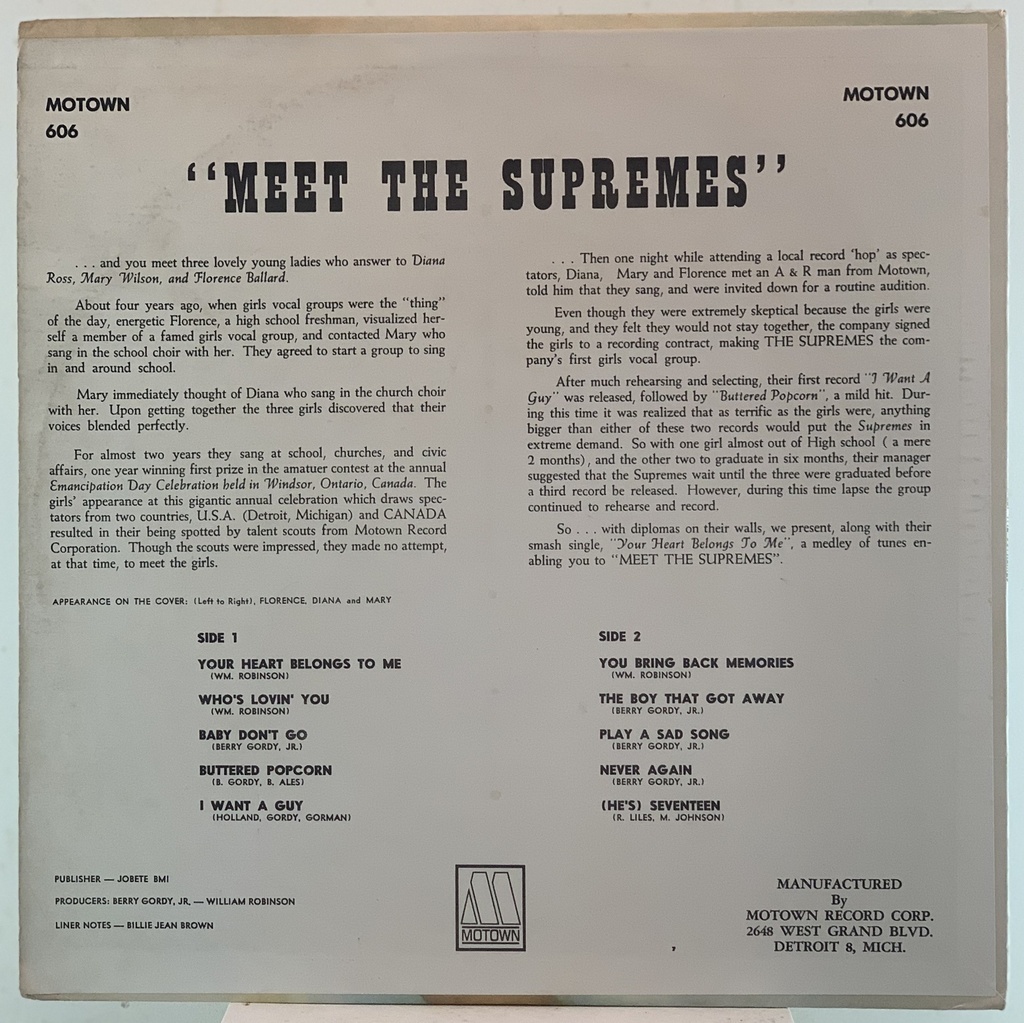 MOTOWN
606
MOTOWN
606
"MEET THE SUPREMES"
. . . and you meet three lovely young ladies who answer to Diana
Ross, Mary Wilson, and Florence Ballard.
About four years ago, when girls vocal groups were the "thing"
of the day, energetic Florence, a high school freshman, visualized her-
self a member of a famed girls vocal group, and contacted Mary who
sang in the school choir with her. They agreed to start a group to sing
in and around school.
Mary immediately thought of Diana who sang in the church choir
with her. Upon getting together the three girls discovered that their
voices blended perfectly.
For almost two years they sang at school, churches, and civic
affairs, one year winning first prize in the amatuer contest at the annual
Emancipation Day Celebration held in Windsor, Ontario, Canada. The
girls' appearance at this gigantic annual celebration which draws spec-
tators from two countries, U.S.A. (Detroit, Michigan) and CANADA
resulted in their being spotted by talent scouts from Motown Record
Corporation. Though the scouts were impressed, they made no attempt,
at that time, to meet the girls.
. . . Then one night while attending a local record 'hop' as spec-
tators, Diana, Mary and Florence met an A & R man from Motown,
told him that they sang, and were invited down for a routine audition.
Even though they were extremely skeptical because the girls were
young, and they felt they would not stay together, the company signed
the girls to a recording contract, making THE SUPREMES the com-
pany's first girls vocal group.
After much rehearsing and selecting, their first record "I Want A
Guy" was released, followed by "Buttered Popcorn", a mild hit. Dur-
ing this time it was realized that as terrific as the girls were, anything
bigger than either of these two records would put the Supremes in
extreme demand. So with one girl almost out of High school ( a mere
2 months), and the other two to graduate in six months, their manager
suggested that the Supremes wait until the three were graduated before
a third record be released. However, during this time lapse the group
continued to rehearse and record.
So . . . with diplomas on their walls, we present, along with their
smash single, "Your Heart Belongs To Me", a medley of tunes en-
abling you to "MEET THE SUPREMES".
APPEARANCE ON THE COVER: (Left to Right), FLORENCE, DIANA and MARY
SIDE 1
YOUR HEART BELONGS TO ME
(WM. ROBINSON)
WHO'S LOVIN' YOU
(WM. ROBINSON)
BABY DON'T GO
(BERRY GORDY, JR.)
BUTTERED POPCORN
(B. GORDY, B. ALES)
I WANT A GUY
(HOLLAND, GORDY, GORMAN)
SIDE 2
YOU BRING BACK MEMORIES
(WM. ROBINSON)
THE BOY THAT GOT AWAY
(BERRY GORDY, JR.)
PLAY A SAD SONG
(BERRY GORDY, JR.)
NEVER AGAIN
(BERRY GORDY, JR.)
(HE'S) SEVENTEEN
(R. LILES, M. JOHNSON)
PUBLISHER — JOBETE BMI
PRODUCERS: BERRY GORDY, JR. — WILLIAM ROBINSON
LINER NOTES — BILLIE JEAN BROWN
MOTOWN
MANUFACTURED
By
MOTOWN RECORD CORP.
2648 WEST GRAND BLVD.
DETROIT 8, MICH.